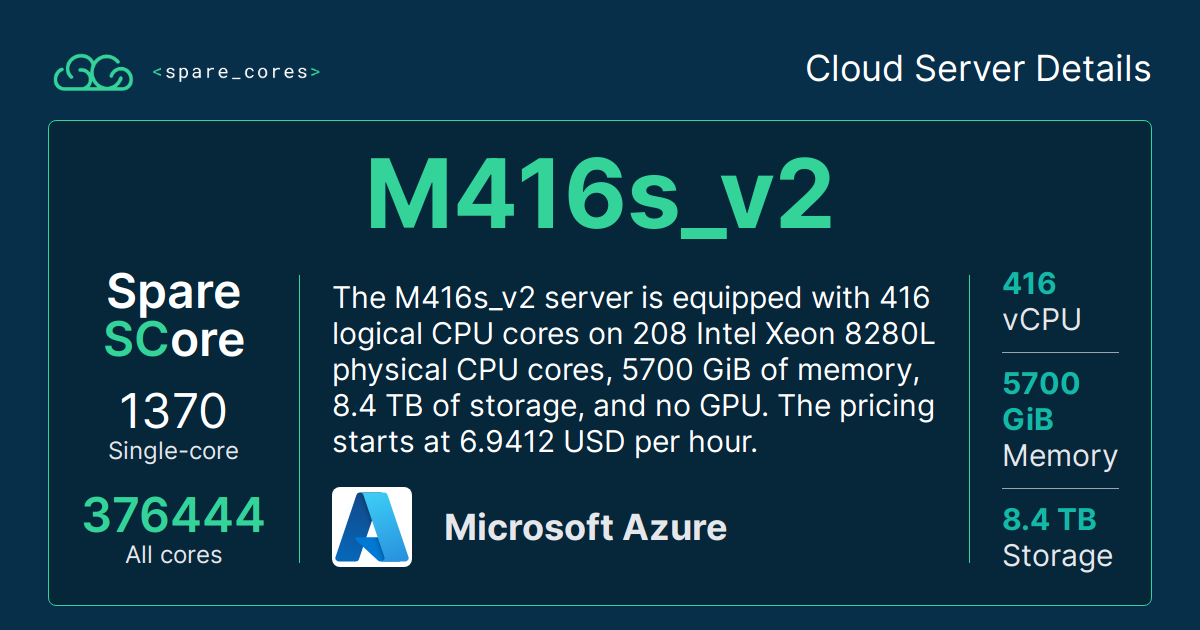 <spare_cores>
Cloud Server Details
M416s_v2
Spare
SCore
1370
Single-core
376444
All cores
The M416s_v2 server is equipped with 416
logical CPU cores on 208 Intel Xeon 8280L
physical CPU cores, 5700 GiB of memory,
8.4 TB of storage, and no GPU. The pricing
starts at 6.9412 USD per hour.
Microsoft Azure
416
vCPU
5700
GiB
Memory
8.4 TB
Storage